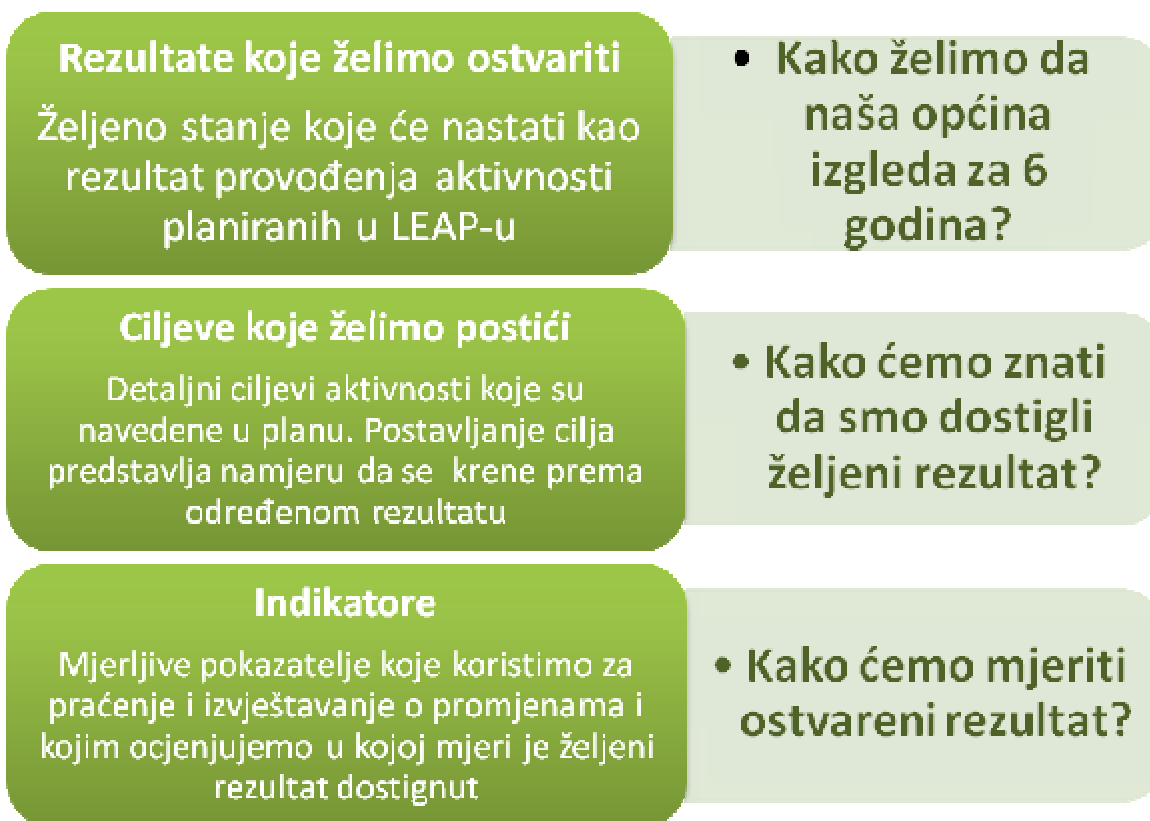 Rezultate koje želimo ostvariti
Željeno stanje koje će nastati kao
rezultat provođenja aktivnosti
planiranih u LEAP-u
• Kako želimo da
naša općina
izgleda za 6
godina?
Ciljeve koje želimo postići
Detaljni ciljevi aktivnosti koje su
navedene u planu. Postavljanje cilja
predstavlja namjeru da se krene prema
određenom rezultatu
• Kako ćemo znati
da smo dostigli
željeni rezultat?
Indikatore
Mjerljive pokazatelje koje koristimo za
praćenje i izvještavanje o promjenama i
kojim ocjenjujemo u kojoj mjeri je željeni
rezultat dostignut
• Kako ćemo mjeriti
ostvareni rezultat?